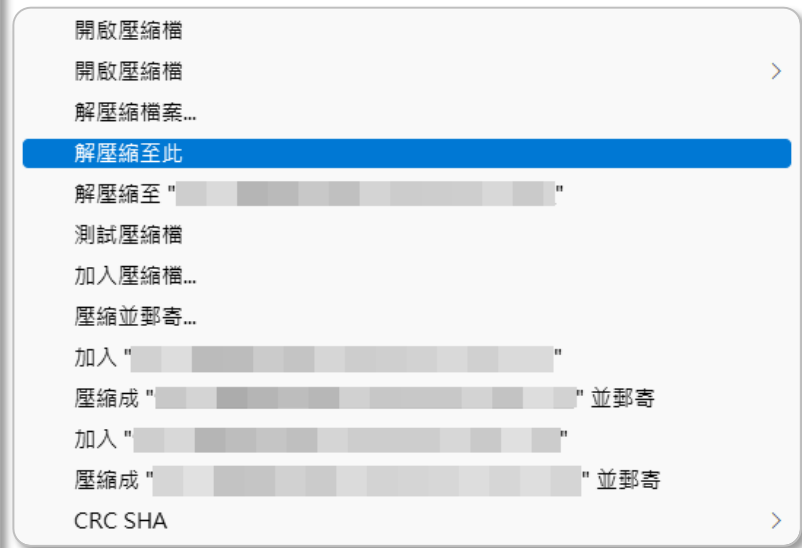 開啟壓縮檔
開啟壓縮檔
解壓縮檔案...
解壓縮至此
解壓縮至 " "
測試壓縮檔
加入壓縮檔...
壓縮並郵寄...
加入 " "
壓縮成 " " 並郵寄
加入 " "
壓縮成 " " 並郵寄
CRC SHA